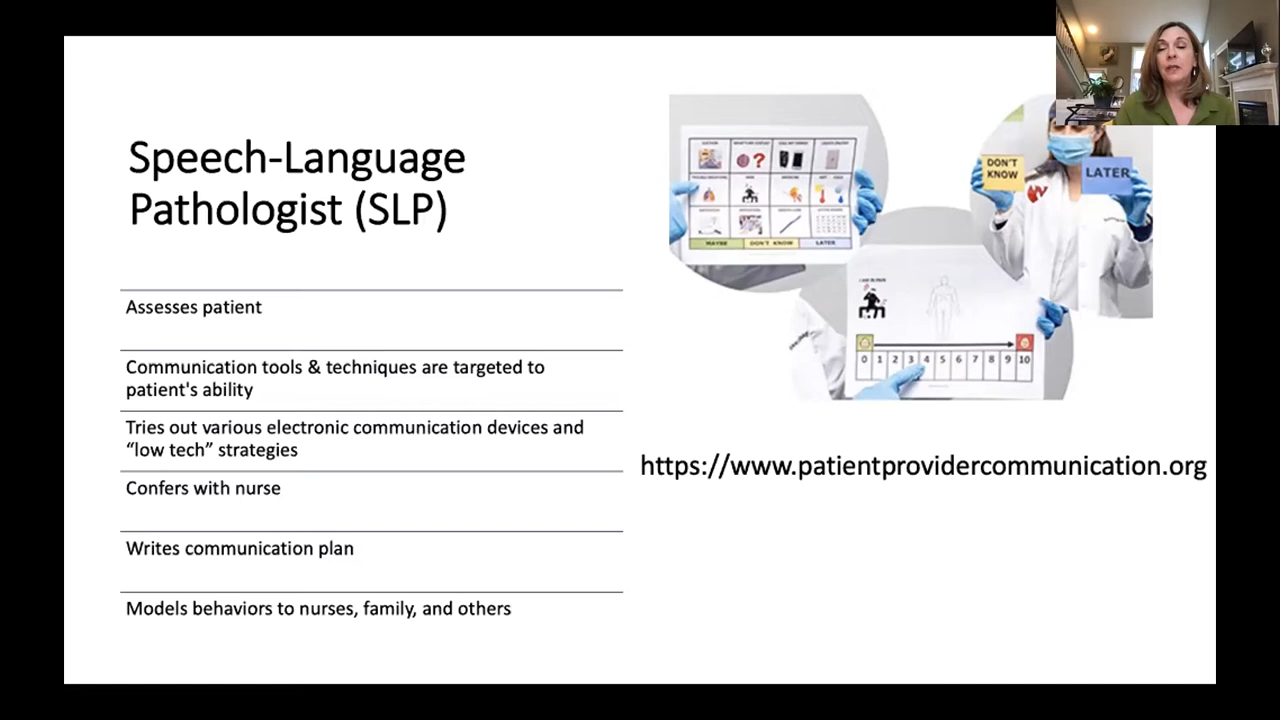 Speech-Language
Pathologist (SLP)
Assesses patient
Communication tools & techniques are targeted to
patient's ability
Tries out various electronic communication devices and
“low tech” strategies
Confers with nurse
Writes communication plan
Models behaviors to nurses, family, and others
MAYBE DON'T KNOW LATER
DON'T
KNOW
LATER
0 1 2 3 4 5 6 7 8 9 10
https://www.patientprovidercommunication.org